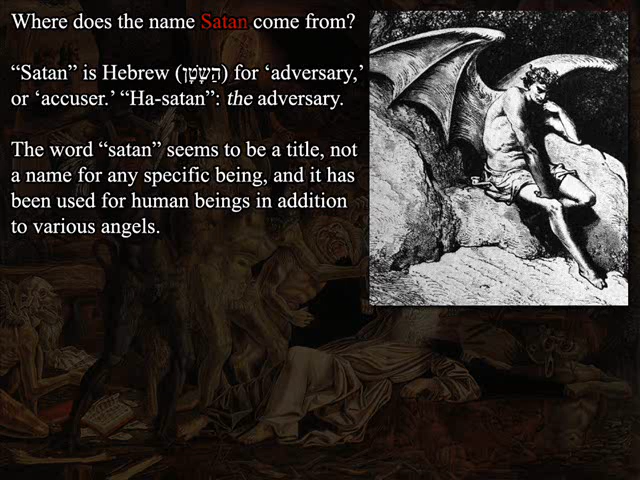 Where does the name Satan come from?
“Satan” is Hebrew (הַשָּׂטָן) for ‘adversary,’
or ‘accuser.’ “Ha-satan”: the adversary.
The word “satan” seems to be a title, not
a name for any specific being, and it has
been used for human beings in addition
to various angels.